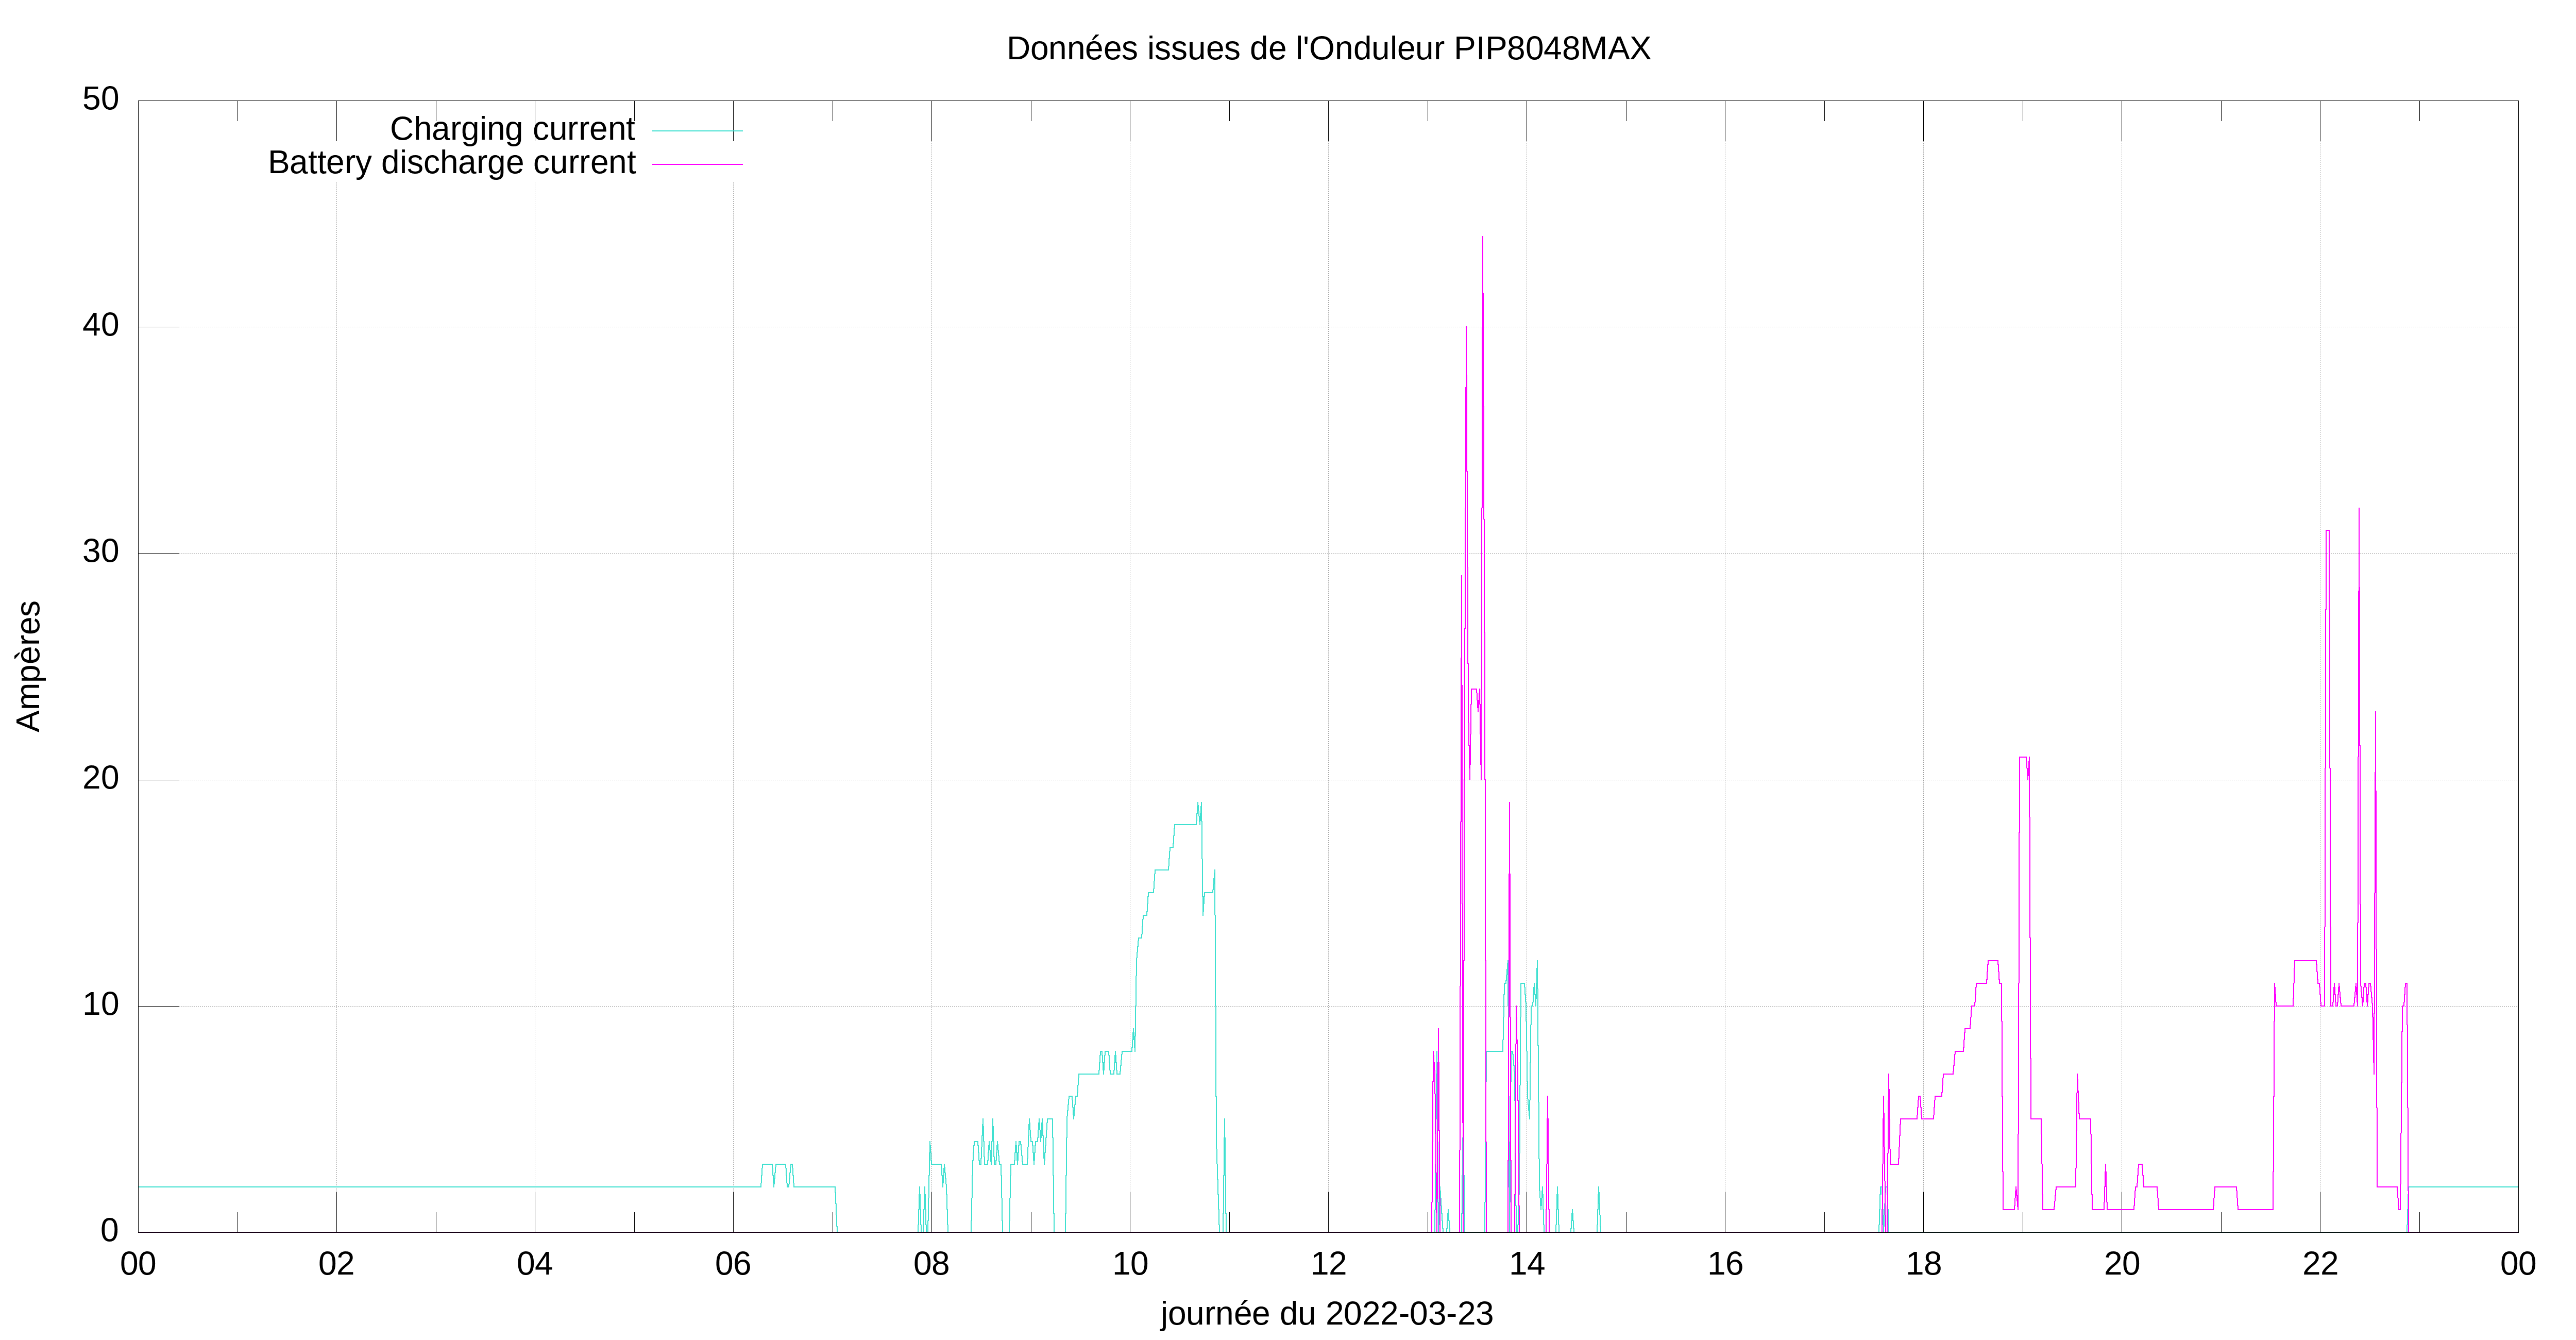 Données issues de l'Onduleur PIP8048MAX
Charging current
Battery discharge current
50
40
30
20
10
0
Ampères
00 02 04 06 08 10 12 14 16 18 20 22 00
journée du 2022-03-23